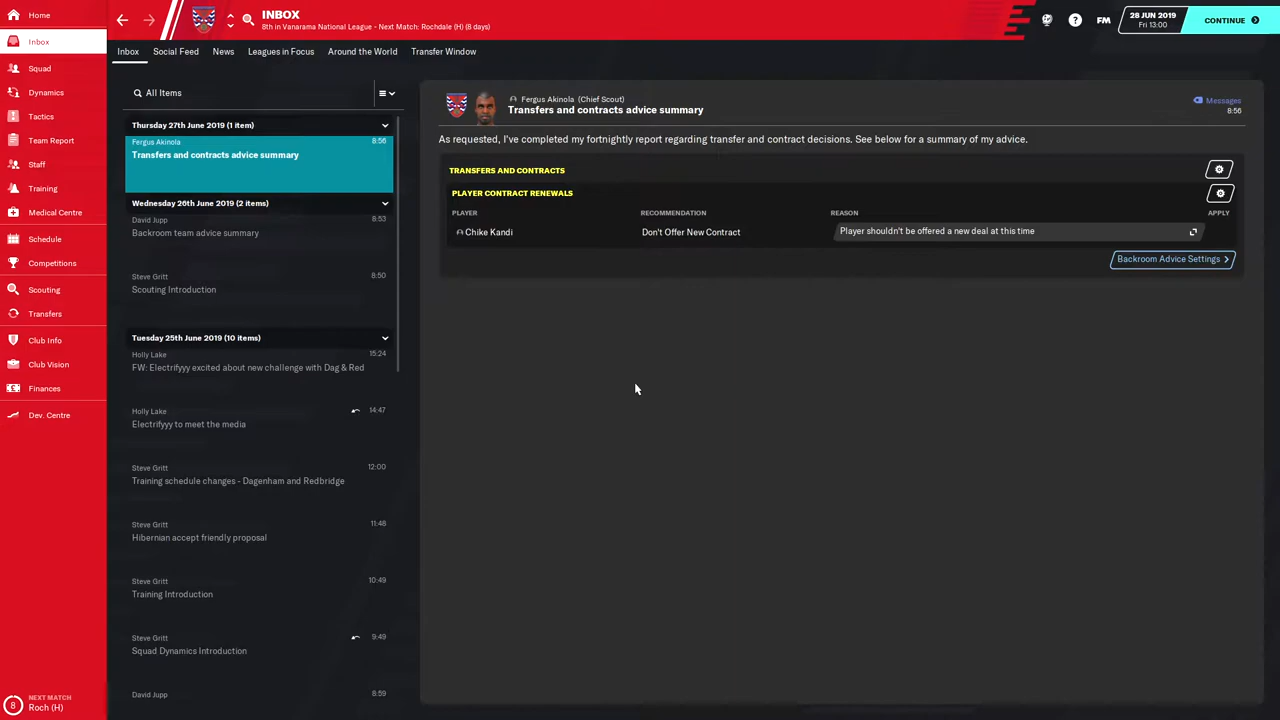 Home
Inbox
Squad
Dynamics
Tactics
Team Report
Staff
Training
Medical Centre
Schedule
Competitions
Scouting
Transfers
Club Info
Club Vision
Finances
Dev. Centre
8
NEXT MATCH
Roch (H)
INBOX
8th in Vanarama National League - Next Match: Rochdale (H) (8 days)
?
FM
28 JUN 2019
Fri 13:00
CONTINUE
Inbox
Social Feed
News
Leagues in Focus
Around the World
Transfer Window
All Items
Thursday 27th June 2019 (1 item)
Fergus Akinola 8:56
Transfers and contracts advice summary
Wednesday 26th June 2019 (2 items)
David Jupp 8:53
Backroom team advice summary
Steve Gritt 8:50
Scouting Introduction
Tuesday 25th June 2019 (10 items)
Holly Lake 15:24
FW: Electrifyyy excited about new challenge with Dag & Red
Holly Lake 14:47
Electrifyyy to meet the media
Steve Gritt 12:00
Training schedule changes - Dagenham and Redbridge
Steve Gritt 11:48
Hibernian accept friendly proposal
Steve Gritt 10:49
Training Introduction
Steve Gritt 9:49
Squad Dynamics Introduction
David Jupp 8:59
Fergus Akinola (Chief Scout)
Transfers and contracts advice summary
Messages
8:56
As requested, I've completed my fortnightly report regarding transfer and contract decisions. See below for a summary of my advice.
TRANSFERS AND CONTRACTS
PLAYER CONTRACT RENEWALS
PLAYER RECOMMENDATION REASON APPLY
Chike Kandi Don't Offer New Contract Player shouldn't be offered a new deal at this time
Backroom Advice Settings